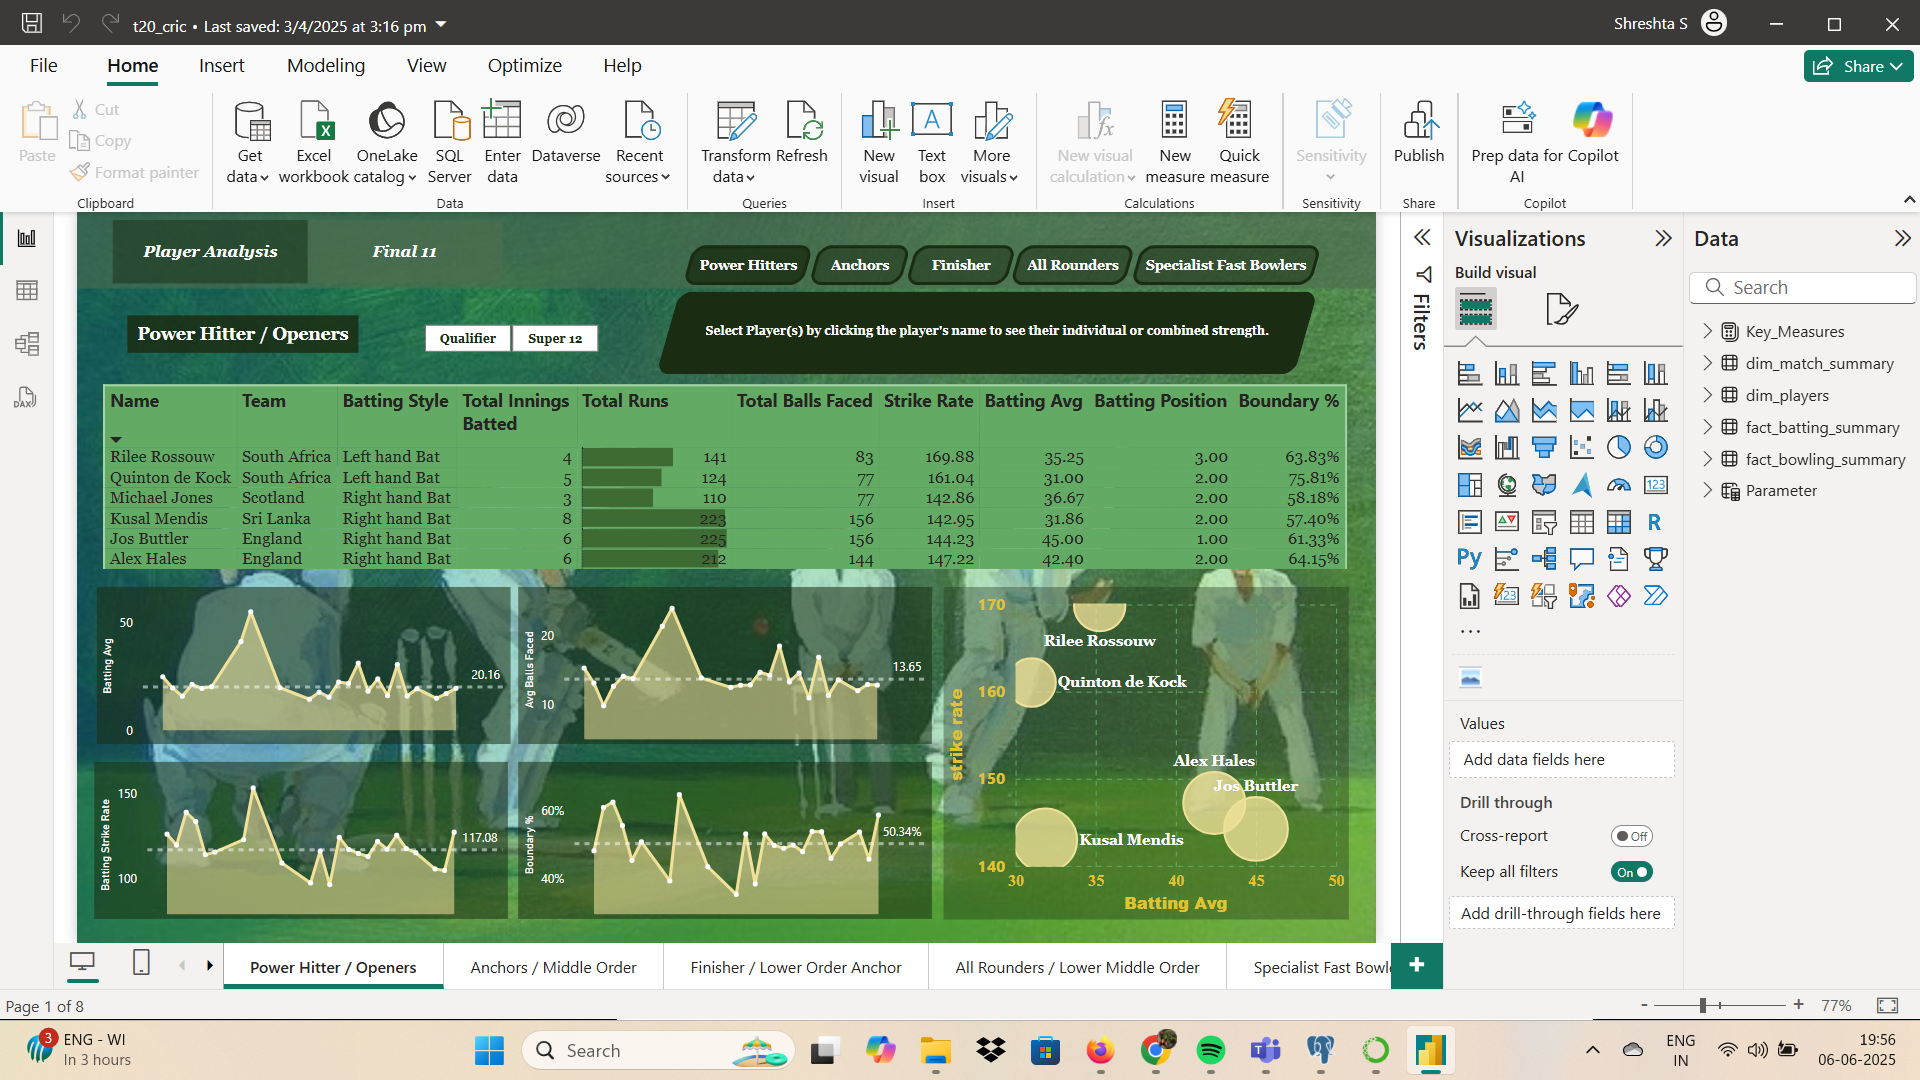 t20_cric • Last saved: 3/4/2025 at 3:16 pm
Shreshta S
File Home Insert Modeling View Optimize Help
Share
Paste
Cut
Copy
Format painter
Clipboard
Get data
Excel workbook
OneLake catalog
SQL Server
Enter data
Dataverse
Recent sources
Data
Transform data
Refresh
Queries
New visual
A
Text box
More visuals
Insert
New visual calculation
New measure
Quick measure
Calculations
Sensitivity
Sensitivity
Publish
Share
Prep data for AI
Copilot
Copilot
DAX
Player Analysis
Final 11
Power Hitters
Anchors
Finisher
All Rounders
Specialist Fast Bowlers
Power Hitter / Openers
Qualifier
Super 12
Select Player(s) by clicking the player's name to see their individual or combined strength.
Name Team Batting Style Total Innings Batted Total Runs Total Balls Faced Strike Rate Batting Avg Batting Position Boundary %
Rilee Rossouw South Africa Left hand Bat 4 141 83 169.88 35.25 3.00 63.83%
Quinton de Kock South Africa Left hand Bat 5 124 77 161.04 31.00 2.00 75.81%
Michael Jones Scotland Right hand Bat 3 110 77 142.86 36.67 2.00 58.18%
Kusal Mendis Sri Lanka Right hand Bat 8 223 156 142.95 31.86 2.00 57.40%
Jos Buttler England Right hand Bat 6 225 156 144.23 45.00 1.00 61.33%
Alex Hales England Right hand Bat 6 212 144 147.22 42.40 2.00 64.15%
Batting Avg
50
0
20.16
Avg Balls Faced
20
10
13.65
Batting Strike Rate
150
100
117.08
Boundary %
60%
40%
50.34%
strike rate
170
160
150
140
Rilee Rossouw
Quinton de Kock
Alex Hales
Jos Buttler
Kusal Mendis
30 35 40 45 50
Batting Avg
Filters
Visualizations
Build visual
123
R
Py
123
...
Values
Add data fields here
Drill through
Cross-report
Off
Keep all filters
On
Add drill-through fields here
Data
Search
Key_Measures
dim_match_summary
dim_players
fact_batting_summary
fact_bowling_summary
Parameter
Power Hitter / Openers
Anchors / Middle Order
Finisher / Lower Order Anchor
All Rounders / Lower Middle Order
Specialist Fast Bowl
+
Page 1 of 8
- + 77%
3
ENG - WI
In 3 hours
Search
ENG
IN
19:56
06-06-2025